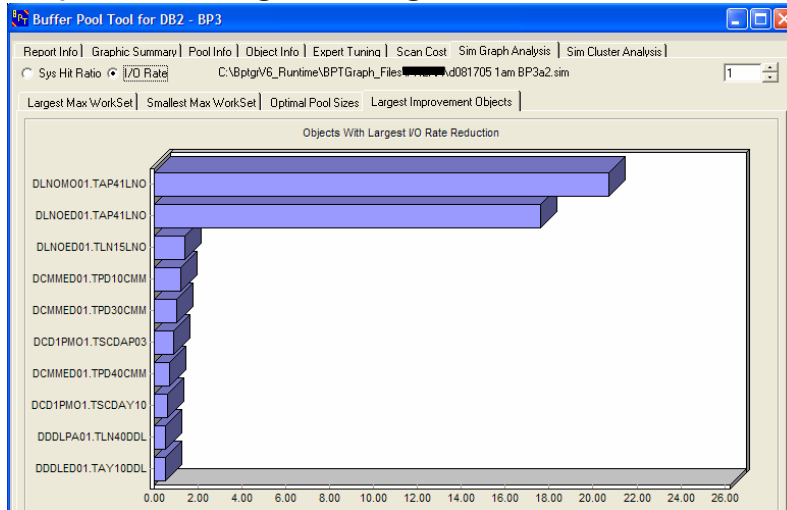 Buffer Pool Tool for DB2 - BP3
Report Info Graphic Summary Pool Info Object Info Expert Tuning Scan Cost Sim Graph Analysis Sim Cluster Analysis
Sys Hit Ratio I/O Rate C:\BptgrV6_Runtime\BPTGraph_Files \d081705 1am BP3a2.sim 1
Largest Max WorkSet Smallest Max WorkSet Optimal Pool Sizes Largest Improvement Objects
Objects With Largest I/O Rate Reduction
DLNOMO01.TAP41LNO
DLNOED01.TAP41LNO
DLNOED01.TLN15LNO
DCMMED01.TPD10CMM
DCMMED01.TPD30CMM
DCD1PMO1.TSCDAP03
DCMMED01.TPD40CMM
DCD1PMO1.TSCDAY10
DDDLPA01.TLN40DDL
DDDLED01.TAY10DDL
0.00 2.00 4.00 6.00 8.00 10.00 12.00 14.00 16.00 18.00 20.00 22.00 24.00 26.00